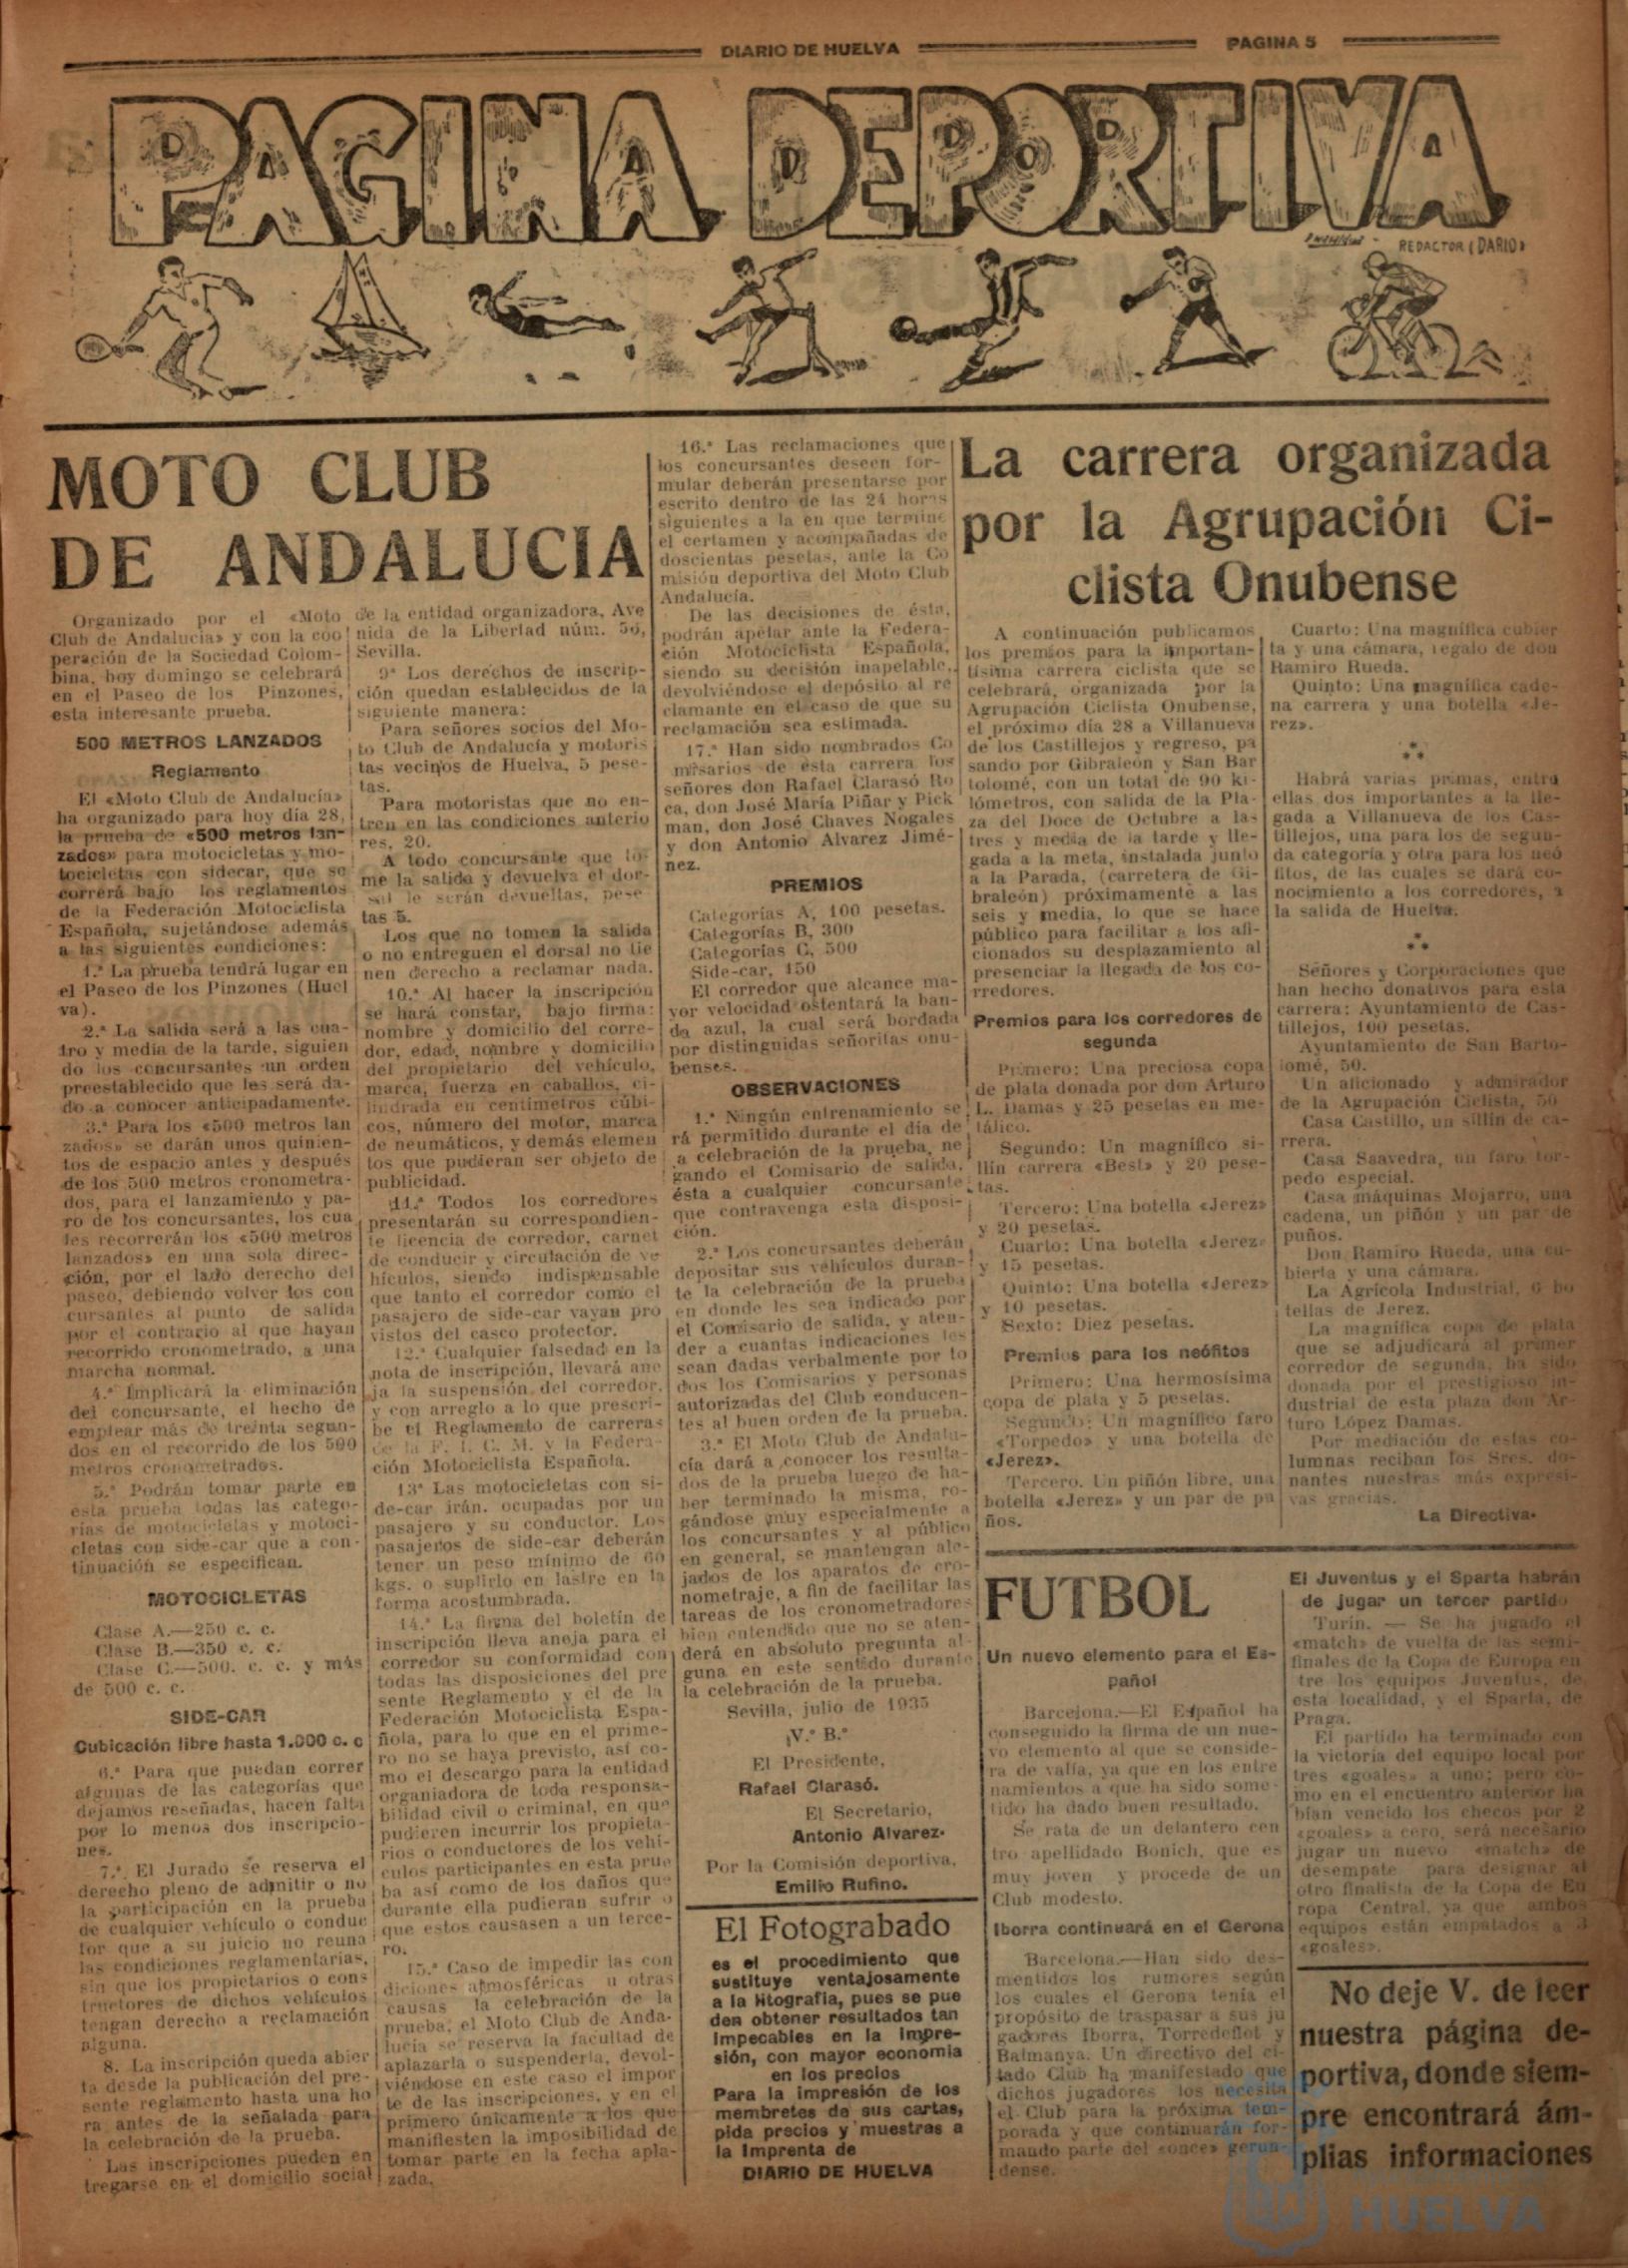 DIARIO DE HUELVA
PAGINA 5
PAGINA DEPORTIVA
REDACTOR (DARIO)
MOTO CLUB
DE ANDALUCIA
Organizado por el «Moto
Club de Andalucía» y con la coo
peración de la Sociedad Colom-
bina, hoy domingo se celebrará
en el Paseo de los Pinzones,
esta interesante prueba.
500 METROS LANZADOS
Reglamento
El «Moto Club de Andalucía»
ha organizado para hoy día 28,
la prueba de «500 metros lan-
zados» para motocicletas y mo-
tocicletas con sidecar, que se
correrá bajo los reglamentos
de la Federación Motociclista
Española, sujetándose además
a las siguientes condiciones:
1.ª La prueba tendrá lugar en
el Paseo de los Pinzones (Huel
va).
2.ª La salida será a las cua-
tro y media de la tarde, siguien
do los concursantes un orden
preestablecido que les será da-
do a conocer anticipadamente.
3.ª Para los «500 metros lan
zados» se darán unos quinien-
tos de espacio antes y después
de los 500 metros cronometra-
dos, para el lanzamiento y pa-
ro de los concursantes, los cua
les recorrerán los «500 metros
lanzados» en una sola direc-
ción, por el lado derecho del
paseo, debiendo volver los con
cursantes al punto de salida
por el contrario al que hayan
recorrido cronometrado, a una
marcha normal.
4.ª Implicará la eliminación
del concursante, el hecho de
emplear más de treinta segun-
dos en el recorrido de los 500
metros cronometrados.
5.ª Podrán tomar parte en
esta prueba todas las catego-
rías de motocicletas y motoci-
cletas con side-car que a con-
tinuación se especifican.
MOTOCICLETAS
Clase A.—250 c. c.
Clase B.—350 c. c.
Clase C.—500. c. c. y más
de 500 c. c.
SIDE-CAR
Cubicación libre hasta 1.000 c. c
6.ª Para que puedan correr
algunas de las categorías que
dejamos reseñadas, hacen falta
por lo menos dos inscripcio-
nes.
7.ª El Jurado se reserva el
derecho pleno de admitir o no
la participación en la prueba
de cualquier vehículo o conduc
tor que a su juicio no reuna
las condiciones reglamentarias,
sin que los propietarios o cons
tructores de dichos vehículos
tengan derecho a reclamación
alguna.
8. La inscripción queda abier
ta desde la publicación del pre-
sente reglamento hasta una ho
ra antes de la señalada para
la celebración de la prueba.
Las inscripciones pueden en
tregarse en el domicilio social
de la entidad organizadora, Ave
nida de la Libertad núm. 56,
Sevilla.
9ª Los derechos de inscrip-
ción quedan establecidos de la
siguiente manera:
Para señores socios del Mo-
to Club de Andalucía y motoris
tas vecinos de Huelva, 5 pese-
tas.
Para motoristas que no en-
tren en las condiciones anterio
res, 20.
A todo concursante que to-
me la salida y devuelva el dor-
sal le serán devueltas, pese
tas 5.
Los que no tomen la salida
o no entreguen el dorsal no tie
nen derecho a reclamar nada.
10.ª Al hacer la inscripción
se hará constar, bajo firma:
nombre y domicilio del corre-
dor, edad, nombre y domicilio
del propietario del vehículo,
marca, fuerza en caballos, ci-
lindrada en centímetros cúbi-
cos, número del motor, marca
de neumáticos, y demás elemen
tos que pudieran ser objeto de
publicidad.
11.ª Todos los corredores
presentarán su correspondien-
te licencia de corredor, carnet
de conducir y circulación de ve
hículos, siendo indispensable
que tanto el corredor como el
pasajero de side-car vayan pro
vistos del casco protector.
12.ª Cualquier falsedad en la
nota de inscripción, llevará ane
ja la suspensión del corredor,
y con arreglo a lo que prescri-
be el Reglamento de carreras
de la F. I. C. M. y la Federa-
ción Motociclista Española.
13ª Las motocicletas con si-
de-car irán. ocupadas por un
pasajero y su conductor. Los
pasajeros de side-car deberán
tener un peso mínimo de 60
kgs. o suplirlo en lastre en la
forma acostumbrada.
14.ª La firma del boletín de
inscripción lleva aneja para el
corredor su conformidad con
todas las disposiciones del pre
sente Reglamento y el de la
Federación Motociclista Espa-
ñola, para lo que en el prime-
ro no se haya previsto, así co-
mo el descargo para la entidad
organiadora de toda responsa-
bilidad civil o criminal, en que
pudieren incurrir los propieta-
rios o conductores de los vehí-
culos participantes en esta prue
ba así como de los daños que
durante ella pudieran sufrir o
que estos causasen a un terce-
ro.
15.ª Caso de impedir las con
diciones atmosféricas u otras
causas la celebración de la
prueba, el Moto Club de Anda-
lucía se reserva la facultad de
aplazarla o suspenderla, devol-
viéndose en este caso el impor
te de las inscripciones, y en el
primero únicamente a los que
manifiesten la imposibilidad de
tomar parte en la fecha apla-
zada.
16.ª Las reclamaciones que
los concursantes deseen for-
mular deberán presentarse por
escrito dentro de las 24 horas
siguientes a la en que termine
el certamen y acompañadas de
doscientas pesetas, ante la Co
misión deportiva del Moto Club
Andalucía.
De las decisiones de ésta,
podrán apelar ante la Federa-
ción Motociclista Española,
siendo su decisión inapelable,
devolviéndose el depósito al re
clamante en el caso de que su
reclamación sea estimada.
17.ª Han sido nombrados Co
misarios de esta carrera los
señores don Rafael Clarasó Ro
ca, don José María Piñar y Pick
man, don José Chaves Nogales
y don Antonio Alvarez Jimé-
nez.
PREMIOS
Categorías A, 100 pesetas.
Categorías B, 300
Categorías C, 500
Side-car, 150
El corredor que alcance ma-
yor velocidad ostentará la ban-
da azul, la cual será bordada
por distinguidas señoritas onu-
benses.
OBSERVACIONES
1.ª Ningún entrenamiento se
rá permitido durante el día de
a celebración de la prueba, ne
gando el Comisario de salida,
ésta a cualquier concursante
que contravenga esta disposi-
ción.
2.ª Los concursantes deberán
depositar sus vehículos duran-
te la celebración de la prueba
en donde les sea indicado por
el Comisario de salida, y aten-
der a cuantas indicaciones les
sean dadas verbalmente por to
dos los Comisarios y personas
autorizadas del Club conducen-
tes al buen orden de la prueba.
3.ª El Moto Club de Andalu-
cía dará a conocer los resulta-
dos de la prueba luego de ha-
ber terminado la misma, ro-
gándose muy especialmente a
los concursantes y al público
en general, se mantengan ale-
jados de los aparatos de cro-
nometraje, a fin de facilitar las
tareas de los cronometradores
bien entendido que no se aten-
derá en absoluto pregunta al-
guna en este sentido durante
la celebración de la prueba.
Sevilla, julio de 1935
V.º B.º
El Presidente,
Rafael Clarasó.
El Secretario,
Antonio Alvarez.
Por la Comisión deportiva,
Emilio Rufino.
El Fotograbado
es el procedimiento que
sustituye ventajosamente
a la litografía, pues se pue
den obtener resultados tan
impecables en la impre-
sión, con mayor economía
en los precios
Para la impresión de los
membretes de sus cartas,
pida precios y muestras a
la Imprenta de
DIARIO DE HUELVA
La carrera organizada
por la Agrupación Ci-
clista Onubense
A continuación publicamos
los premios para la importan-
tísima carrera ciclista que se
celebrará, organizada por la
Agrupación Ciclista Onubense,
el próximo día 28 a Villanueva
de los Castillejos y regreso, pa
sando por Gibraleón y San Bar
tolomé, con un total de 90 ki-
lómetros, con salida de la Pla-
za del Doce de Octubre a las
tres y media de la tarde y lle-
gada a la meta, instalada junto
a la Parada, (carretera de Gi-
braleón) próximamente a las
seis y media, lo que se hace
público para facilitar a los afi-
cionados su desplazamiento al
presenciar la llegada de los co-
rredores.
Premios para los corredores de
segunda
Primero: Una preciosa copa
de plata donada por don Arturo
L. Damas y 25 pesetas en me-
tálico.
Segundo: Un magnífico si-
llín carrera «Best» y 20 pese-
tas.
Tercero: Una botella «Jerez»
y 20 pesetas.
Cuarto: Una botella «Jerez»
y 15 pesetas.
Quinto: Una botella «Jerez»
y 10 pesetas.
Sexto: Diez pesetas.
Premios para los neófitos
Primero: Una hermosísima
copa de plata y 5 pesetas.
Segundo: Un magnífico faro
«Torpedo» y una botella de
«Jerez».
Tercero. Un piñón libre, una
botella «Jerez» y un par de pu
ños.
Cuarto: Una magnífica cubier
ta y una cámara, regalo de don
Ramiro Rueda.
Quinto: Una magnífica cade-
na carrera y una botella «Je-
rez».
Habrá varias primas, entre
ellas dos importantes a la lle-
gada a Villanueva de los Cas-
tillejos, una para los de segun-
da categoría y otra para los neó
fitos, de las cuales se dará co-
nocimiento a los corredores, a
la salida de Huelva.
Señores y Corporaciones que
han hecho donativos para esta
carrera: Ayuntamiento de Cas-
tillejos, 100 pesetas.
Ayuntamiento de San Barto-
lomé, 50.
Un aficionado y admirador
de la Agrupación Ciclista, 50
Casa Castillo, un sillín de ca-
rrera.
Casa Saavedra, un faro tor-
pedo especial.
Casa máquinas Mojarro, una
cadena, un piñón y un par de
puños.
Don Ramiro Rueda, una cu-
bierta y una cámara.
La Agrícola Industrial, 6 bo
tellas de Jerez.
La magnífica copa de plata
que se adjudicará al primer
corredor de segunda, ha sido
donada por el prestigioso in-
dustrial de esta plaza don Ar-
turo López Damas.
Por mediación de estas co-
lumnas reciban los Sres. do-
nantes nuestras más expresi-
vas gracias.
La Directiva.
FUTBOL
Un nuevo elemento para el Es-
pañol
Barcelona.—El Español ha
conseguido la firma de un nue-
vo elemento al que se conside-
ra de valía, ya que en los entre
namientos a que ha sido some-
tido ha dado buen resultado.
Se rata de un delantero cen
tro apellidado Bonich, que es
muy joven y procede de un
Club modesto.
Iborra continuará en el Gerona
Barcelona.—Han sido des-
mentidos los rumores según
los cuales el Gerona tenía el
propósito de traspasar a sus ju
gadores Iborra, Torredeflot y
Balmanya. Un directivo del ci-
tado Club ha manifestado que
dichos jugadores los necesita
el Club para la próxima tem-
porada y que continuarán for-
mando parte del «once» gerun-
dense.
El Juventus y el Sparta habrán
de jugar un tercer partido
Turín. — Se ha jugado el
«match» de vuelta de las semi-
finales de la Copa de Europa en
tre los equipos Juventus, de
esta localidad, y el Sparta, de
Praga.
El partido ha terminado con
la victoria del equipo local por
tres «goales» a uno; pero co-
mo en el encuentro anterior ha
bían vencido los checos por 2
«goales» a cero, será necesario
jugar un nuevo «match» de
desempate para designar al
otro finalista de la Copa de Eu
ropa Central, ya que ambos
equipos están empatados a 3
«goales».
No deje V. de leer
nuestra página de-
portiva, donde siem-
pre encontrará ám-
plias informaciones
HUELVA